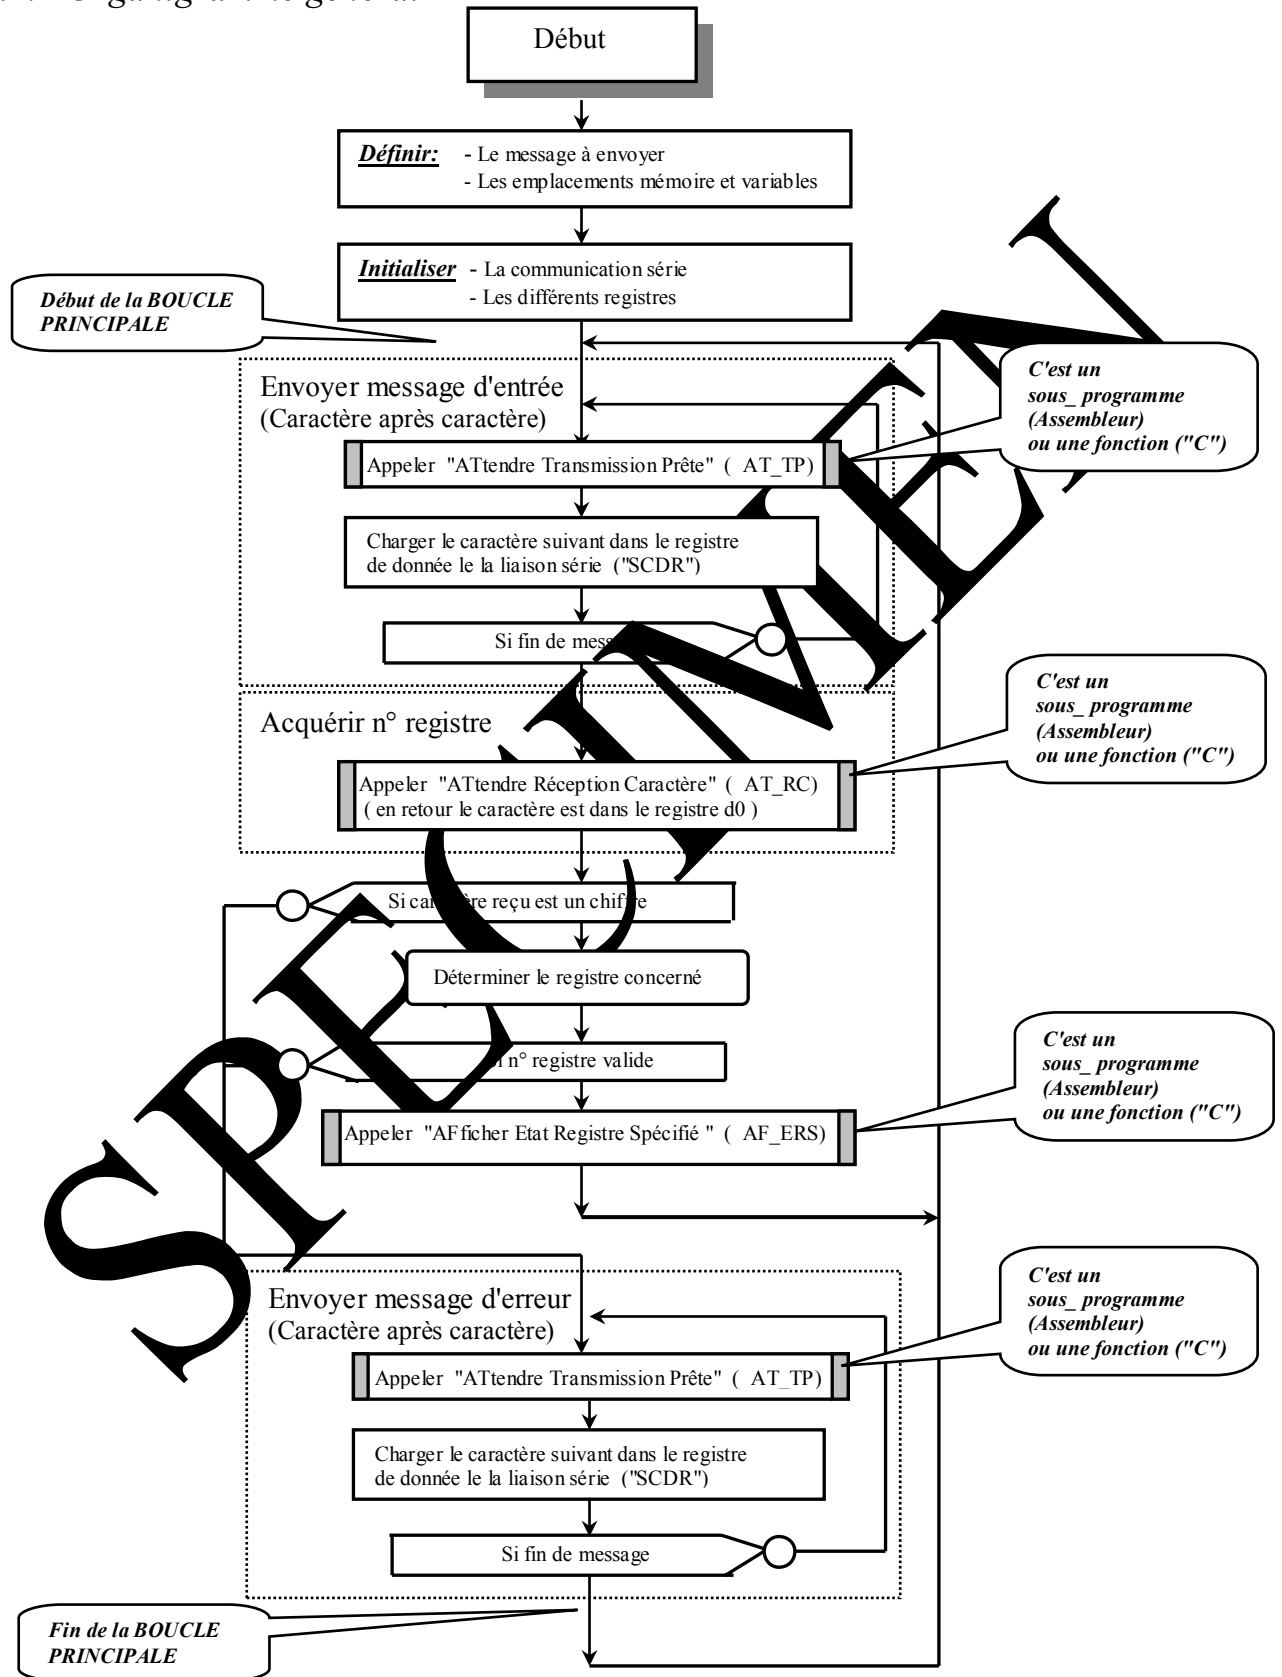 Début
Définir: - Le message à envoyer
- Les emplacements mémoire et variables
Initialiser - La communication série
- Les différents registres
Début de la BOUCLE
PRINCIPALE
Envoyer message d'entrée
(Caractère après caractère)
C'est un
sous_ programme
(Assembleur)
ou une fonction ("C")
Appeler "ATtendre Transmission Prête" ( AT_TP)
Charger le caractère suivant dans le registre
de donnée le la liaison série ("SCDR")
Si fin de mess
Acquérir n° registre
C'est un
sous_ programme
(Assembleur)
ou une fonction ("C")
Appeler "ATtendre Réception Caractère" ( AT_RC)
( en retour le caractère est dans le registre d0 )
Si caractère reçu est un chiffre
Déterminer le registre concerné
n° registre valide
C'est un
sous_ programme
(Assembleur)
ou une fonction ("C")
Appeler "AFficher Etat Registre Spécifié " ( AF_ERS)
Envoyer message d'erreur
(Caractère après caractère)
C'est un
sous_ programme
(Assembleur)
ou une fonction ("C")
Appeler "ATtendre Transmission Prête" ( AT_TP)
Charger le caractère suivant dans le registre
de donnée le la liaison série ("SCDR")
Si fin de message
Fin de la BOUCLE
PRINCIPALE
SPECIMEN